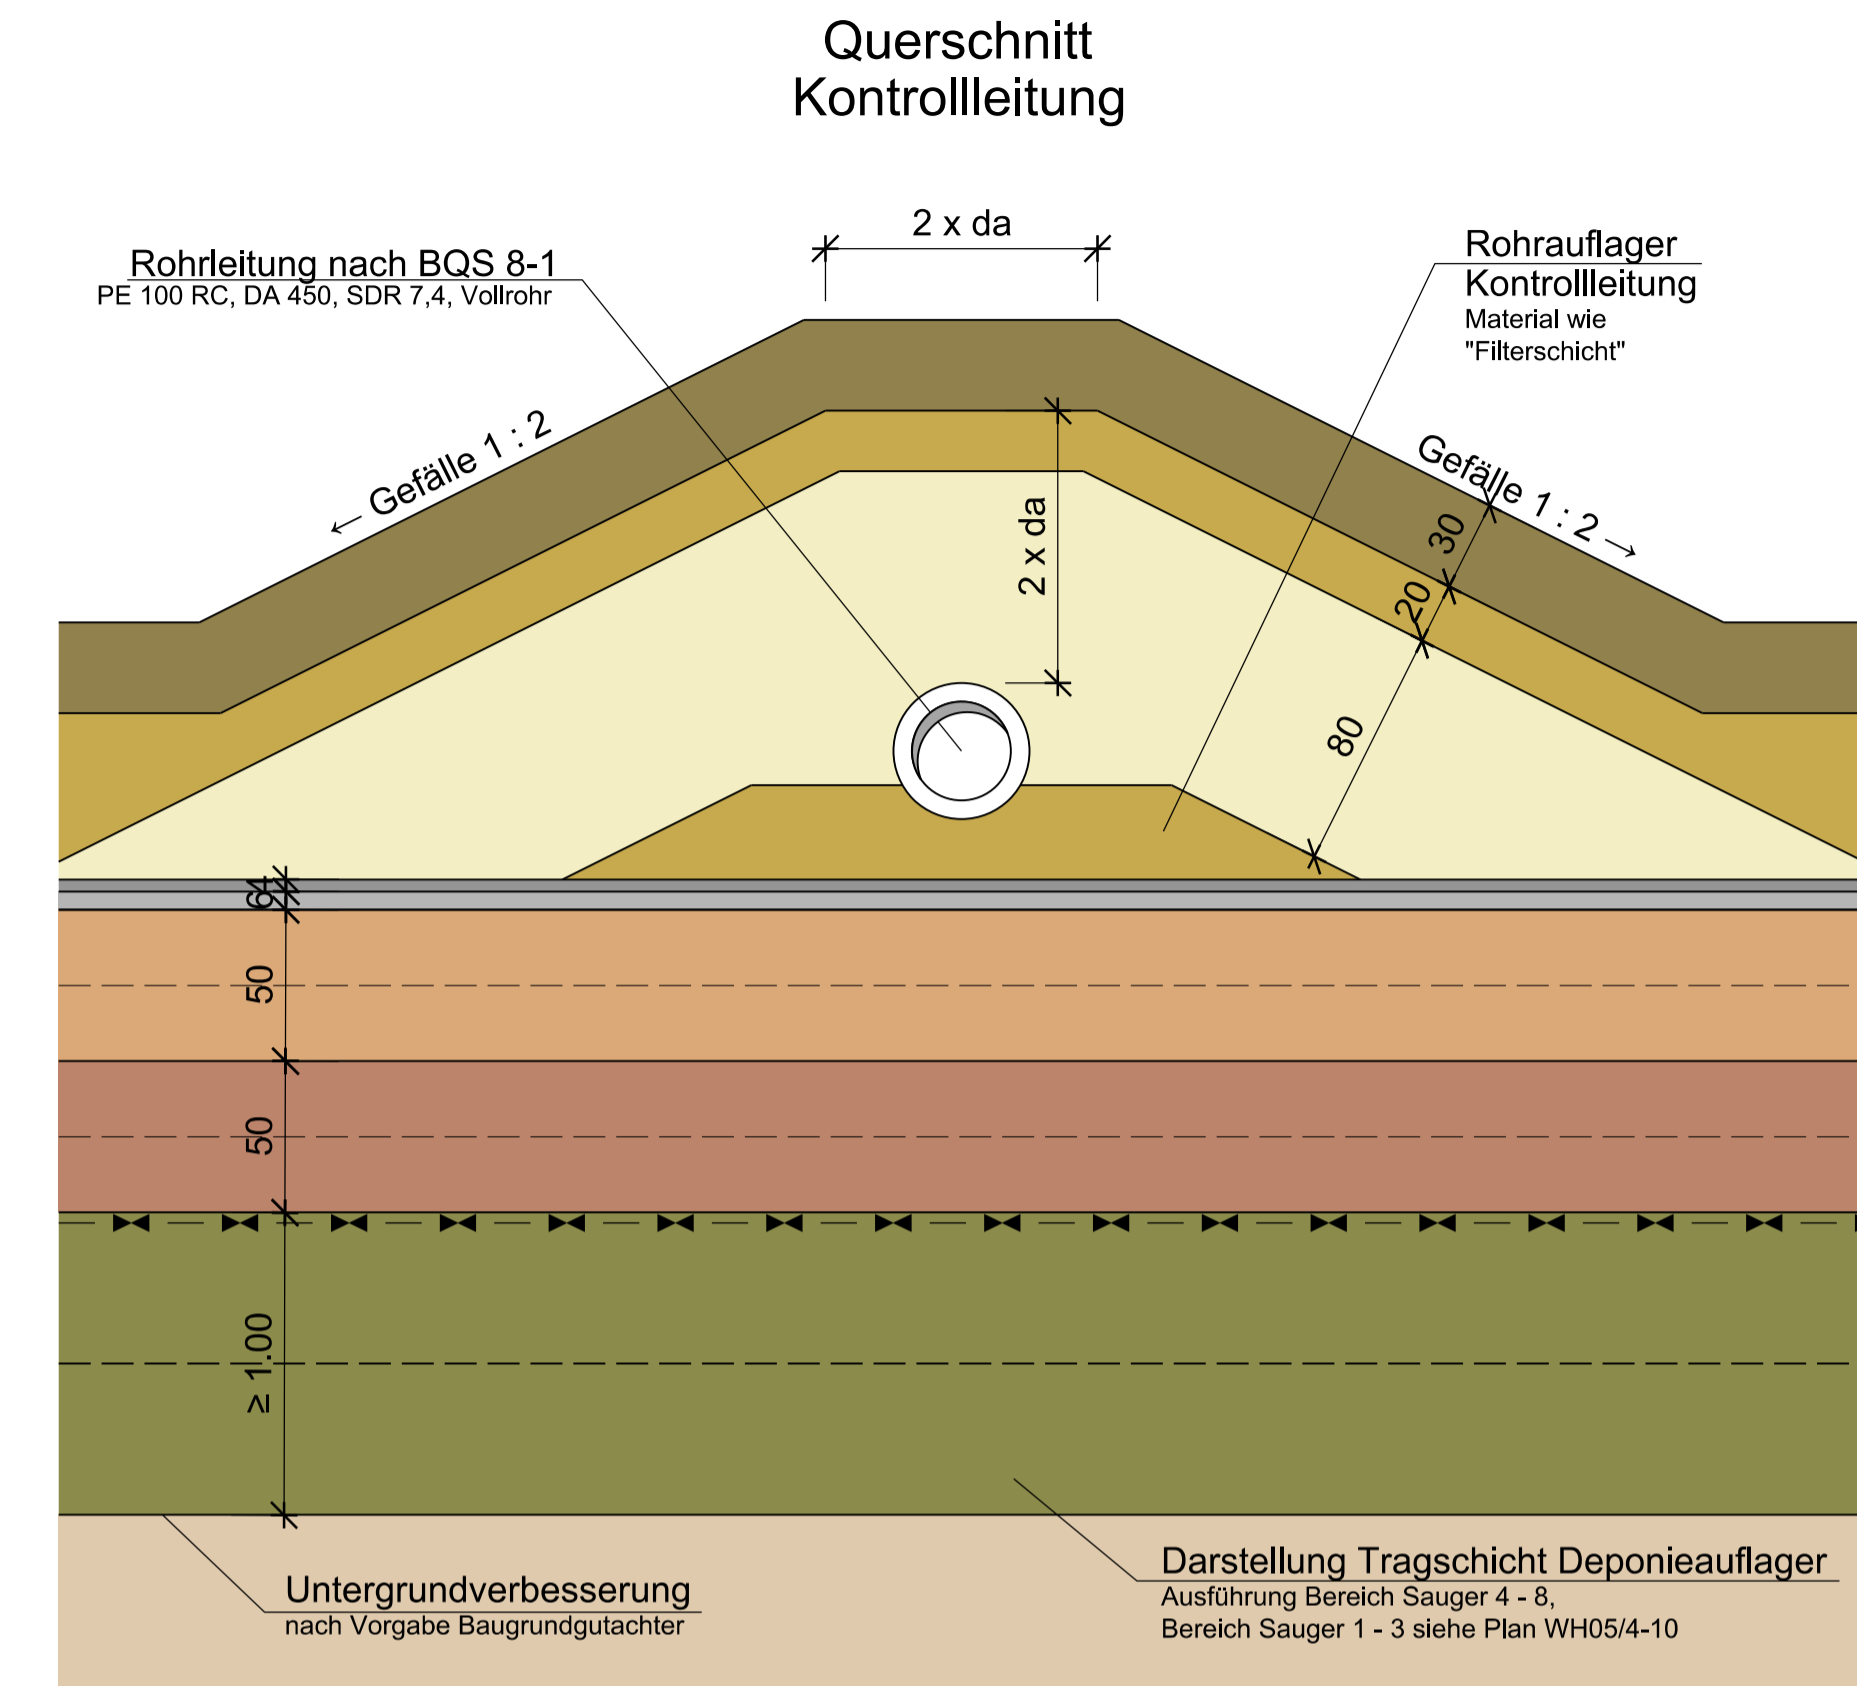 Querschnitt
Kontrollleitung
2 x da
Rohrleitung nach BQS 8-1
PE 100 RC, DA 450, SDR 7,4, Vollrohr
Rohrauflager
Kontrollleitung
Material wie
"Filterschicht"
← Gefälle 1 : 2
Gefälle 1 : 2 →
2 x da
30
20
80
4
6
50
50
≥ 1.00
Untergrundverbesserung
nach Vorgabe Baugrundgutachter
Darstellung Tragschicht Deponieauflager
Ausführung Bereich Sauger 4 - 8,
Bereich Sauger 1 - 3 siehe Plan WH05/4-10